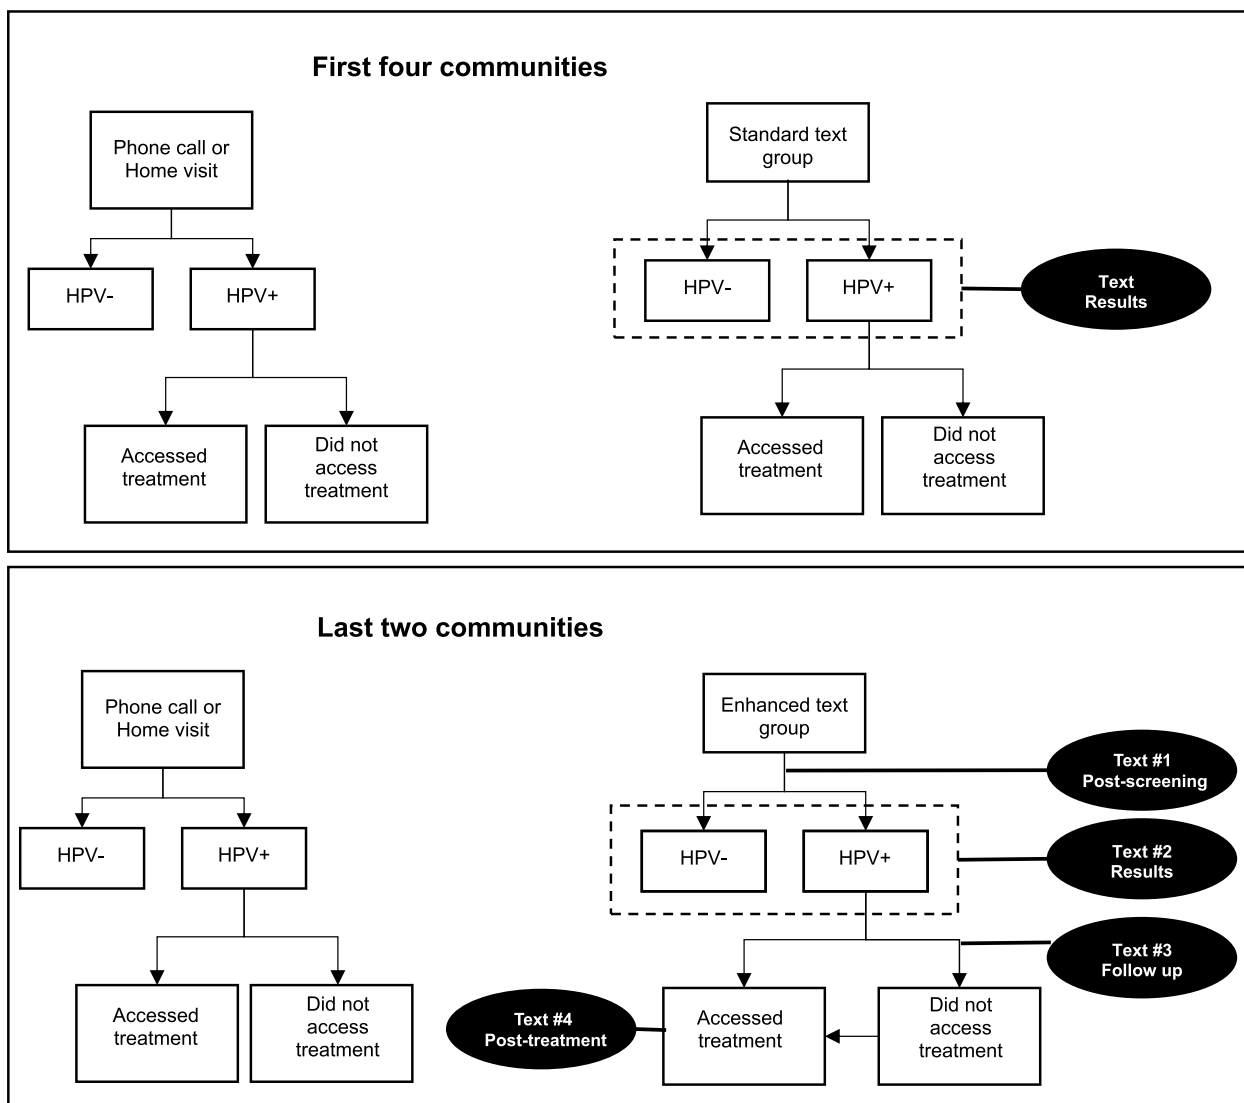 First four communities
Phone call or
Home visit
HPV-
HPV+
Accessed
treatment
Did not
access
treatment
Standard text
group
HPV-
HPV+
Text
Results
Accessed
treatment
Did not
access
treatment
Last two communities
Phone call or
Home visit
HPV-
HPV+
Accessed
treatment
Did not
access
treatment
Enhanced text
group
Text #1
Post-screening
HPV-
HPV+
Text #2
Results
Text #3
Follow up
Text #4
Post-treatment
Accessed
treatment
Did not
access
treatment